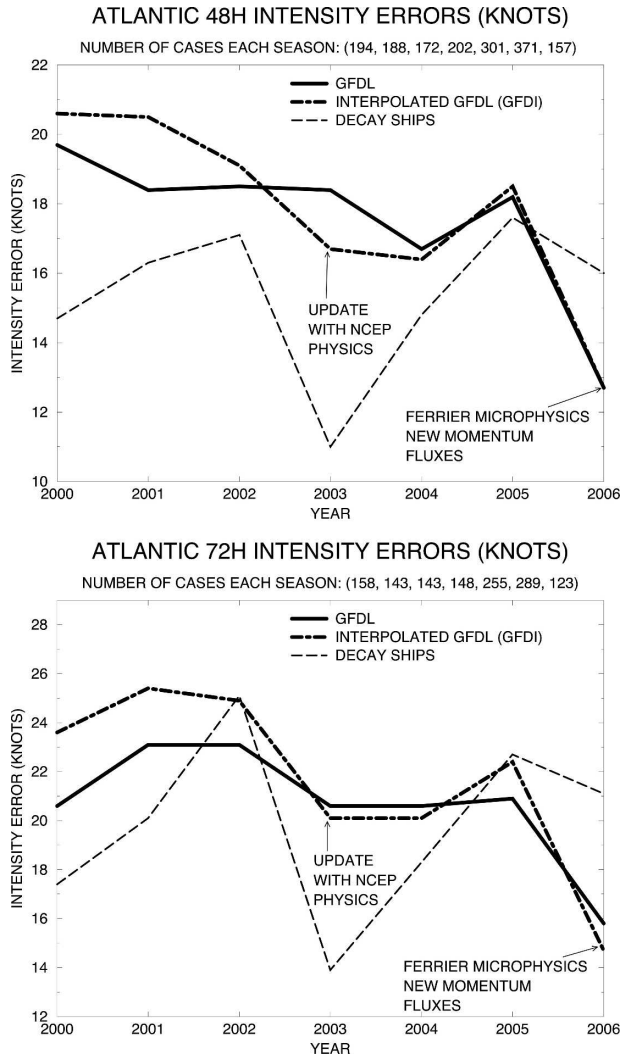 ATLANTIC 48H INTENSITY ERRORS (KNOTS)
NUMBER OF CASES EACH SEASON: (194, 188, 172, 202, 301, 371, 157)
22
20
18
16
14
12
10
INTENSITY ERROR (KNOTS)
GFDL
INTERPOLATED GFDL (GFDI)
DECAY SHIPS
UPDATE
WITH NCEP
PHYSICS
FERRIER MICROPHYSICS
NEW MOMENTUM
FLUXES
2000 2001 2002 2003 2004 2005 2006
YEAR
ATLANTIC 72H INTENSITY ERRORS (KNOTS)
NUMBER OF CASES EACH SEASON: (158, 143, 143, 148, 255, 289, 123)
28
26
24
22
20
18
16
14
12
INTENSITY ERROR (KNOTS)
GFDL
INTERPOLATED GFDL (GFDI)
DECAY SHIPS
UPDATE
WITH NCEP
PHYSICS
FERRIER MICROPHYSICS
NEW MOMENTUM
FLUXES
2000 2001 2002 2003 2004 2005 2006
YEAR